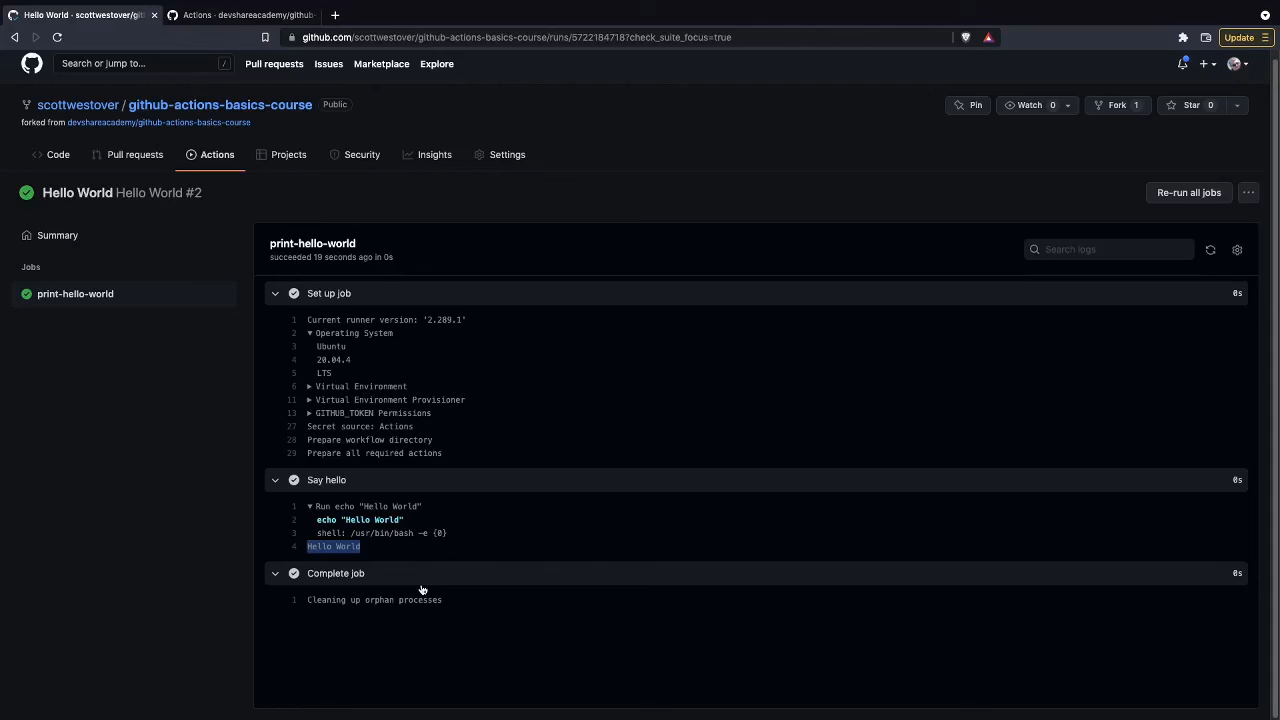 Hello World · scottwestover/git
Actions · devshareacademy/github-
github.com/scottwestover/github-actions-basics-course/runs/5722184718?check_suite_focus=true
Update
Search or jump to...
/
Pull requests
Issues
Marketplace
Explore
scottwestover / github-actions-basics-course
Public
forked from devshareacademy/github-actions-basics-course
Pin
Watch 0
Fork 1
Star 0
Code
Pull requests
Actions
Projects
Security
Insights
Settings
Hello World Hello World #2
Re-run all jobs
Summary
Jobs
print-hello-world
print-hello-world
succeeded 19 seconds ago in 0s
Search logs
Set up job
0s
1 Current runner version: '2.289.1'
2 ▼ Operating System
3 Ubuntu
4 20.04.4
5 LTS
6 ▶ Virtual Environment
11 ▶ Virtual Environment Provisioner
13 ▶ GITHUB_TOKEN Permissions
27 Secret source: Actions
28 Prepare workflow directory
29 Prepare all required actions
Say hello
0s
1 ▼ Run echo "Hello World"
2 echo "Hello World"
3 shell: /usr/bin/bash -e {0}
4 Hello World
Complete job
0s
1 Cleaning up orphan processes